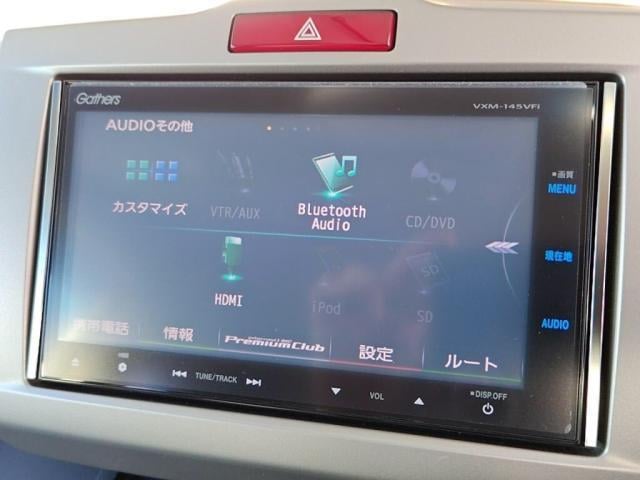 Gathers
VXM-145VFi
AUDIOその他
*画質
MENU
カスタマイズ
VTR/AUX
Bluetooth
Audio
CD/DVD
現在地
HDMI
iPod
SD
SD
AUDIO
携帯電話
情報
PremiumClub
設定
ルート
TUNE/TRACK
VOL
*DISP.OFF